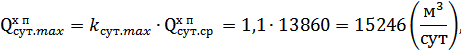 Q^{х п}_{сут.max} = k_{сут.max} · Q^{х п}_{сут.ср} = 1,1 · 13860 = 15246 (м³/сут),